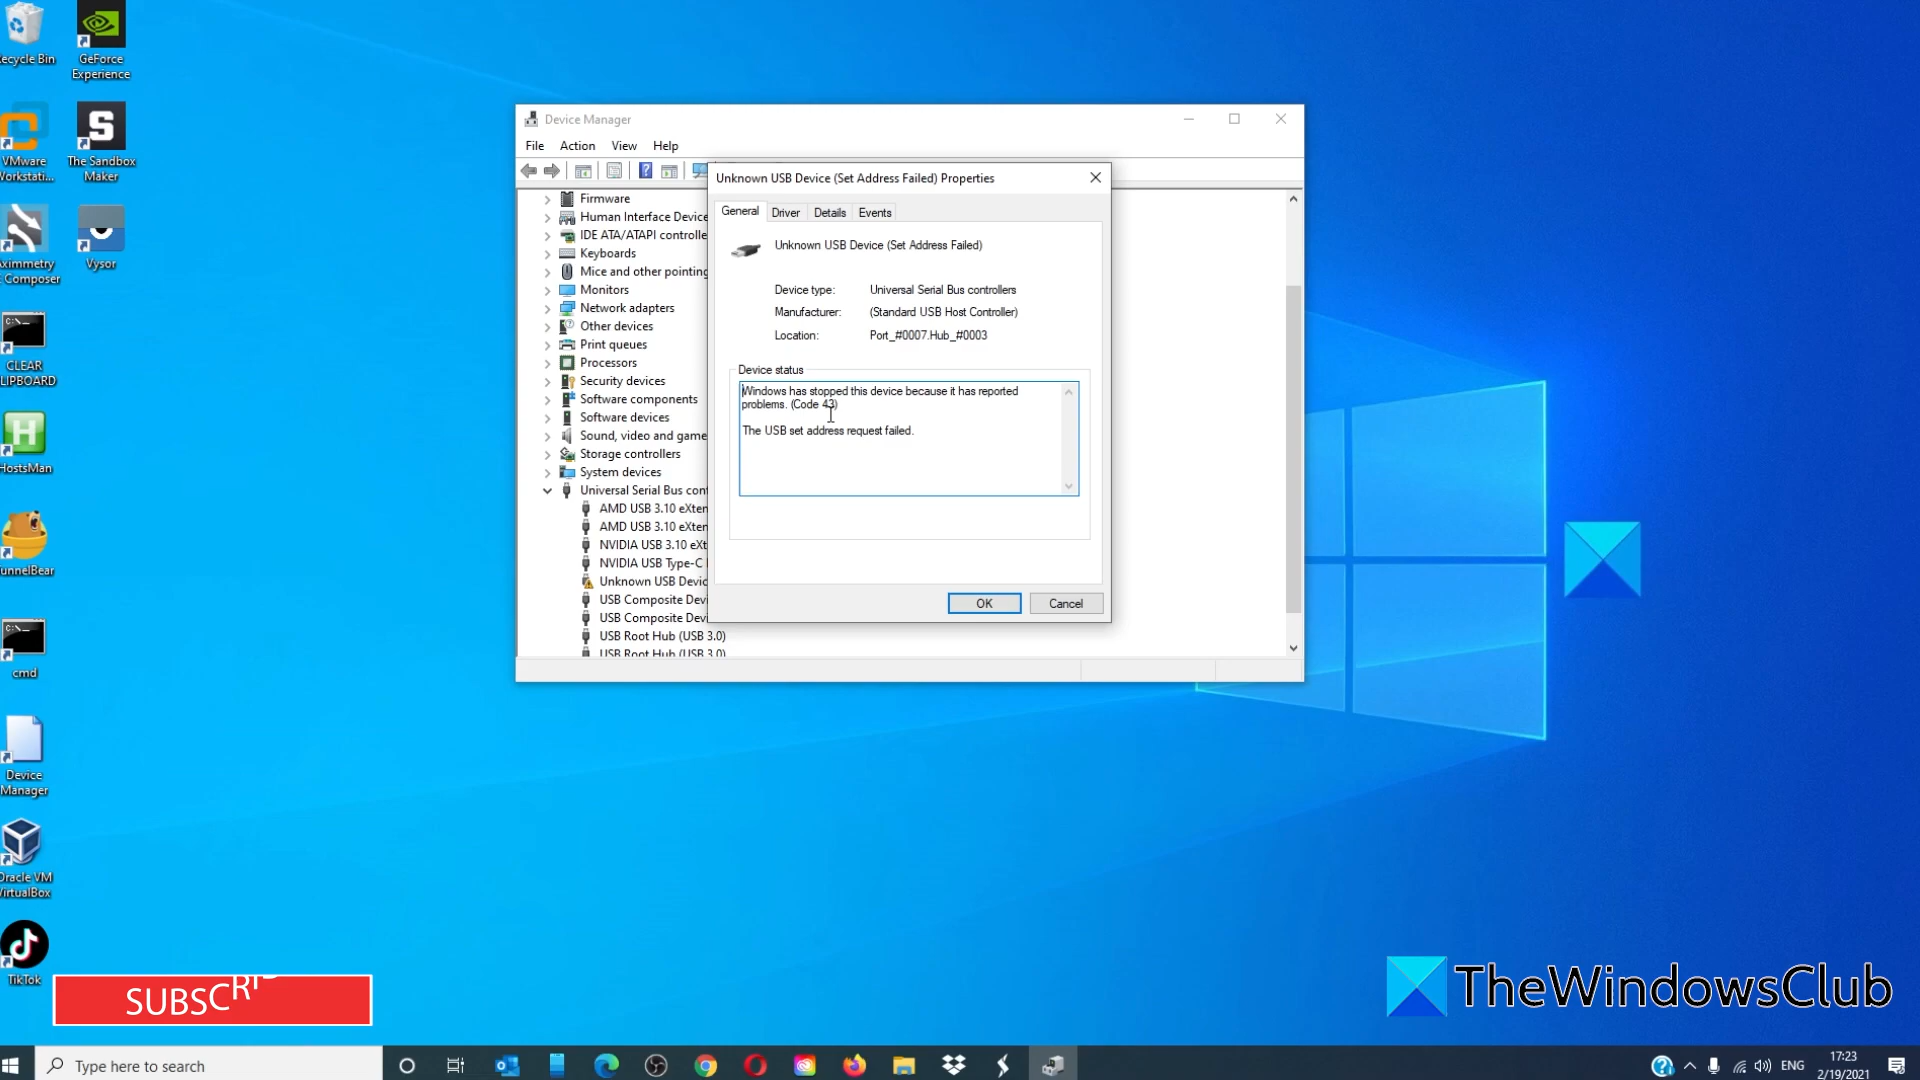 ecycle Bin
GeForce
Experience
VMware
Workstati...
The Sandbox
Maker
ximmetry
Composer
Vysor
CLEAR
LIPBOARD
HostsMan
unnelBear
cmd
Device
Manager
Oracle VM
VirtualBox
TikTok
Device Manager
File Action View Help
Firmware
Human Interface Device
IDE ATA/ATAPI controlle
Keyboards
Mice and other pointing
Monitors
Network adapters
Other devices
Print queues
Processors
Security devices
Software components
Software devices
Sound, video and game
Storage controllers
System devices
Universal Serial Bus cont
AMD USB 3.10 eXten
AMD USB 3.10 eXten
NVIDIA USB 3.10 eXt
NVIDIA USB Type-C
Unknown USB Devic
USB Composite Devi
USB Composite Devi
USB Root Hub (USB 3.0)
USB Root Hub (USB 3.0)
Unknown USB Device (Set Address Failed) Properties
General Driver Details Events
Unknown USB Device (Set Address Failed)
Device type: Universal Serial Bus controllers
Manufacturer: (Standard USB Host Controller)
Location: Port_#0007.Hub_#0003
Device status
Windows has stopped this device because it has reported
problems. (Code 43)
The USB set address request failed.
OK Cancel
SUBSCRIB
TheWindowsClub
Type here to search
ENG
17:23
2/19/2021